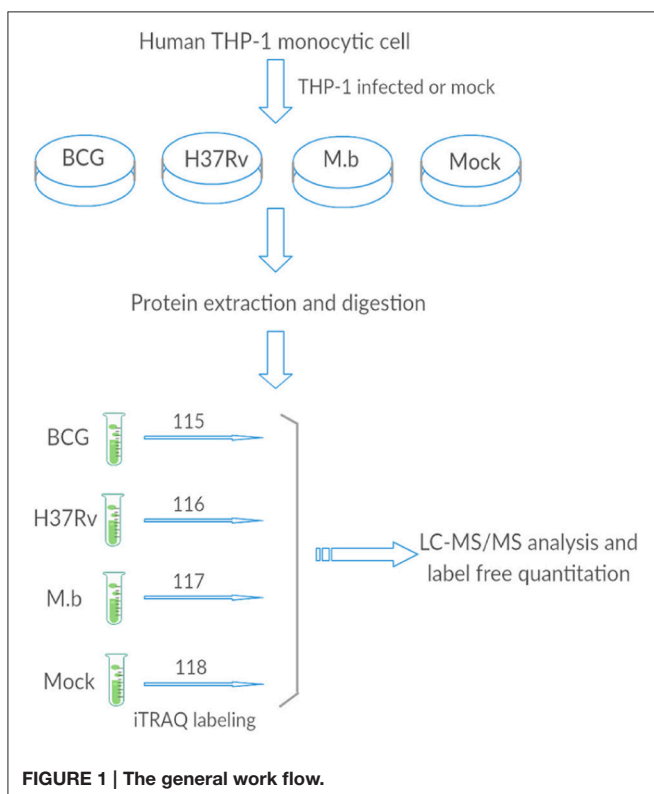 Human THP-1 monocytic cell
THP-1 infected or mock
BCG
H37Rv
M.b
Mock
Protein extraction and digestion
BCG
115
H37Rv
116
M.b
117
Mock
118
iTRAQ labeling
LC-MS/MS analysis and
label free quantitation
FIGURE 1 | The general work flow.